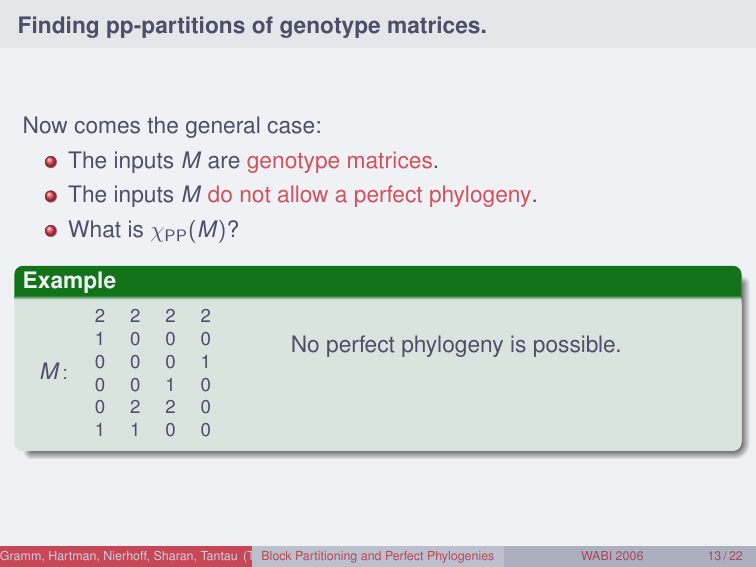 Finding pp-partitions of genotype matrices.
Now comes the general case:
The inputs M are genotype matrices.
The inputs M do not allow a perfect phylogeny.
What is χPP(M)?
Example
M:
2 2 2 2
1 0 0 0
0 0 0 1
0 0 1 0
0 2 2 0
1 1 0 0
No perfect phylogeny is possible.
Gramm, Hartman, Nierhoff, Sharan, Tantau (T
Block Partitioning and Perfect Phylogenies
WABI 2006
13 / 22